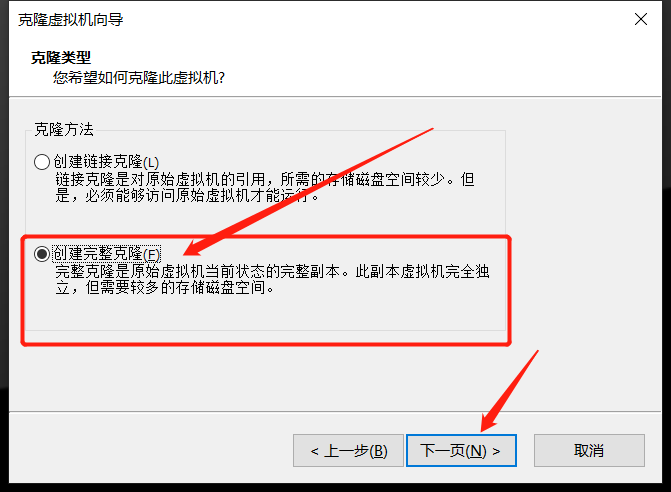 克隆虚拟机向导
克隆类型
您希望如何克隆此虚拟机?
克隆方法
创建链接克隆(L)
链接克隆是对原始虚拟机的引用，所需的存储磁盘空间较少。但
是，必须能够访问原始虚拟机才能运行。
创建完整克隆(F)
完整克隆是原始虚拟机当前状态的完整副本。此副本虚拟机完全独
立，但需要较多的存储磁盘空间。
< 上一步(B)
下一页(N) >
取消